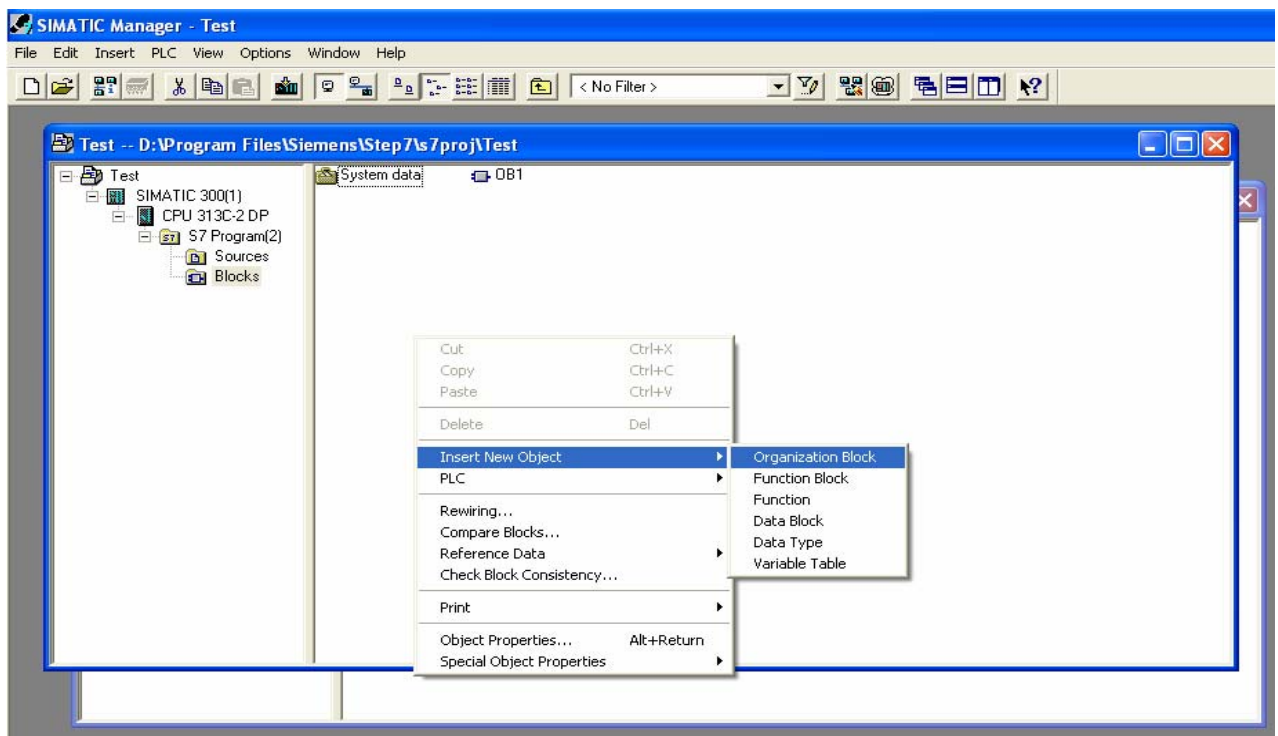 SIMATIC Manager - Test
File Edit Insert PLC View Options Window Help
< No Filter >
Test -- D:\Program Files\Siemens\Step7\s7proj\Test
Test
SIMATIC 300(1)
CPU 313C-2 DP
S7 Program(2)
Sources
Blocks
System data OB1
Cut Ctrl+X
Copy Ctrl+C
Paste Ctrl+V
Delete Del
Insert New Object
PLC
Rewiring...
Compare Blocks...
Reference Data
Check Block Consistency...
Print
Object Properties... Alt+Return
Special Object Properties
Organization Block
Function Block
Function
Data Block
Data Type
Variable Table